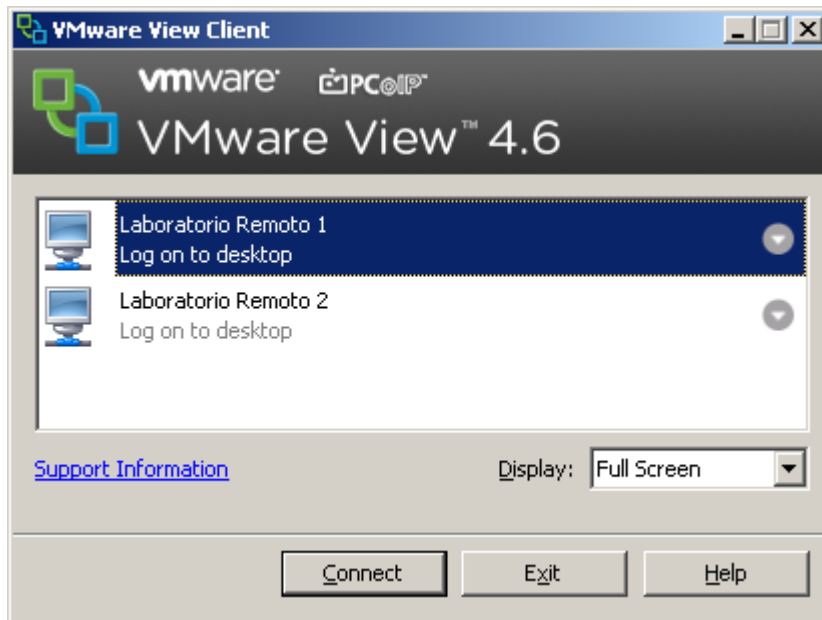 VMware View Client
vmware PCoIP
VMware View™ 4.6
Laboratorio Remoto 1
Log on to desktop
Laboratorio Remoto 2
Log on to desktop
Support Information
Display: Full Screen
Connect Exit Help